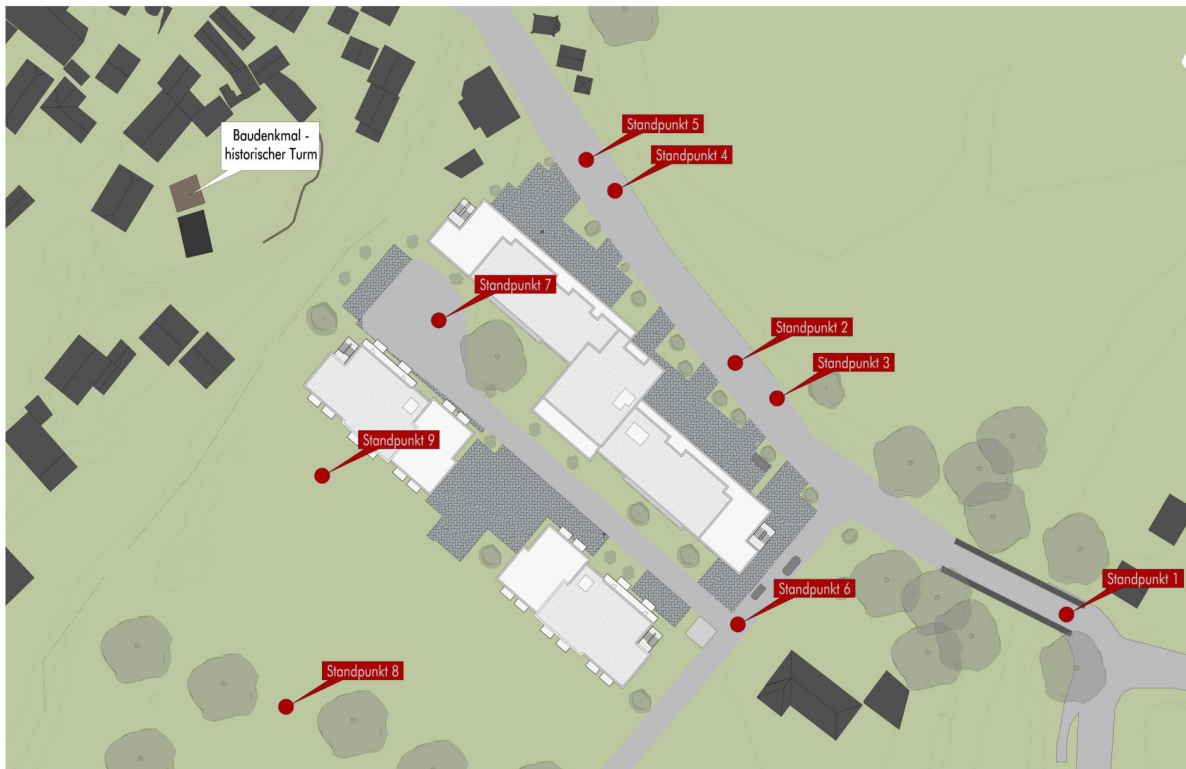 Standpunkt 5
Baudenkmal -
historischer Turm
Standpunkt 4
Standpunkt 7
Standpunkt 2
Standpunkt 3
Standpunkt 9
Standpunkt 1
Standpunkt 6
Standpunkt 8